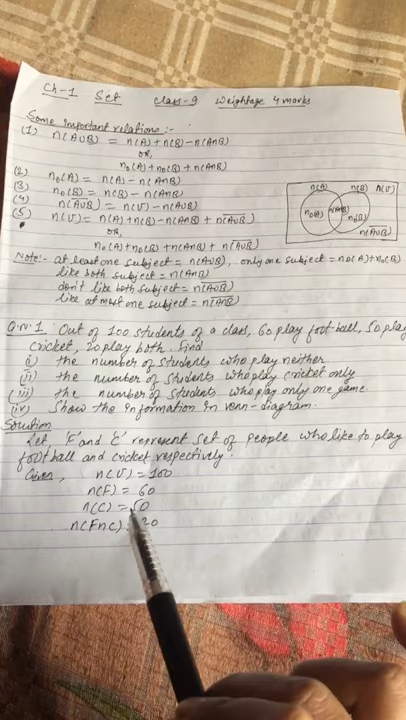 Ch-1 Set Class-9 Weightage 4 marks
Some important relations:-
(1) n(A∪B) = n(A)+n(B)-n(A∩B)
OR,
n₀(A)+n₀(B)+n(A∩B)
(2) n₀(A) = n(A)-n(A∩B)
(3) n₀(B) = n(B)-n(A∩B)
(4) n(A∪B) = n(U)-n(A̅∪̅B̅)
(5) n(U) = n(A)+n(B)-n(A∩B)+n(A̅∪̅B̅)
OR,
n₀(A)+n₀(B)+n(A∩B)+n(A̅∪̅B̅)
n(A) n(B) n(U)
n₀(A) n(A∩B) n₀(B)
n(A̅∪̅B̅)
Note:- at least one subject = n(A∪B), only one subject = n₀(A)+n₀(B)
like both subject = n(A∩B)
don't like both subject = n(A̅∪̅B̅)
like at most one subject = n(A̅∩̅B̅)
Q.N.1 Out of 100 students of a class, 60 play foot-ball, 50 play
Cricket, 20 play both. Find
(i) the number of students who play neither
(ii) the number of students who play cricket only
(iii) the number of students who play only one game.
(iv) Show the information in venn-diagram.
Solution
Let 'F' and 'C' represent set of people who like to play
football and cricket respectively.
Given, n(U) = 100
n(F) = 60
n(C) = 50
n(F∩C) 20